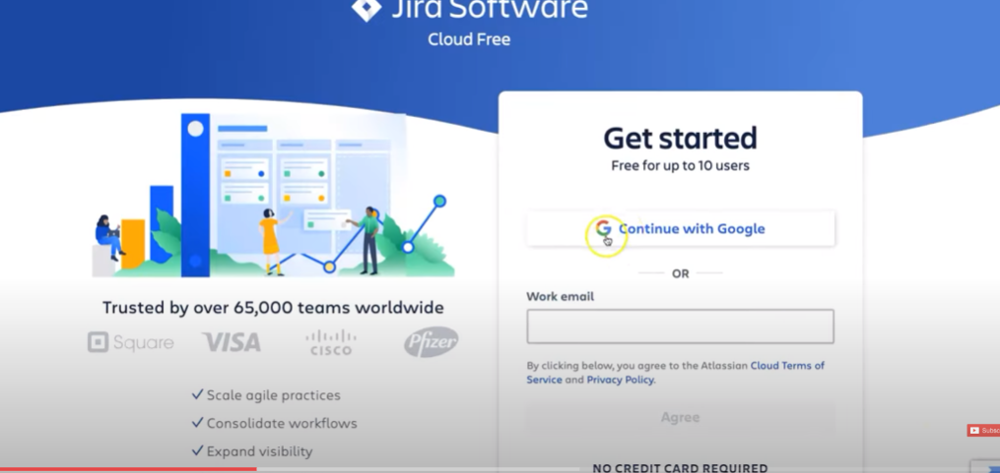 Jira Software
Cloud Free
Get started
Free for up to 10 users
Continue with Google
OR
Work email
By clicking below, you agree to the Atlassian Cloud Terms of
Service and Privacy Policy.
Agree
NO CREDIT CARD REQUIRED
Trusted by over 65,000 teams worldwide
Square
VISA
CISCO
Pfizer
✓ Scale agile practices
✓ Consolidate workflows
✓ Expand visibility